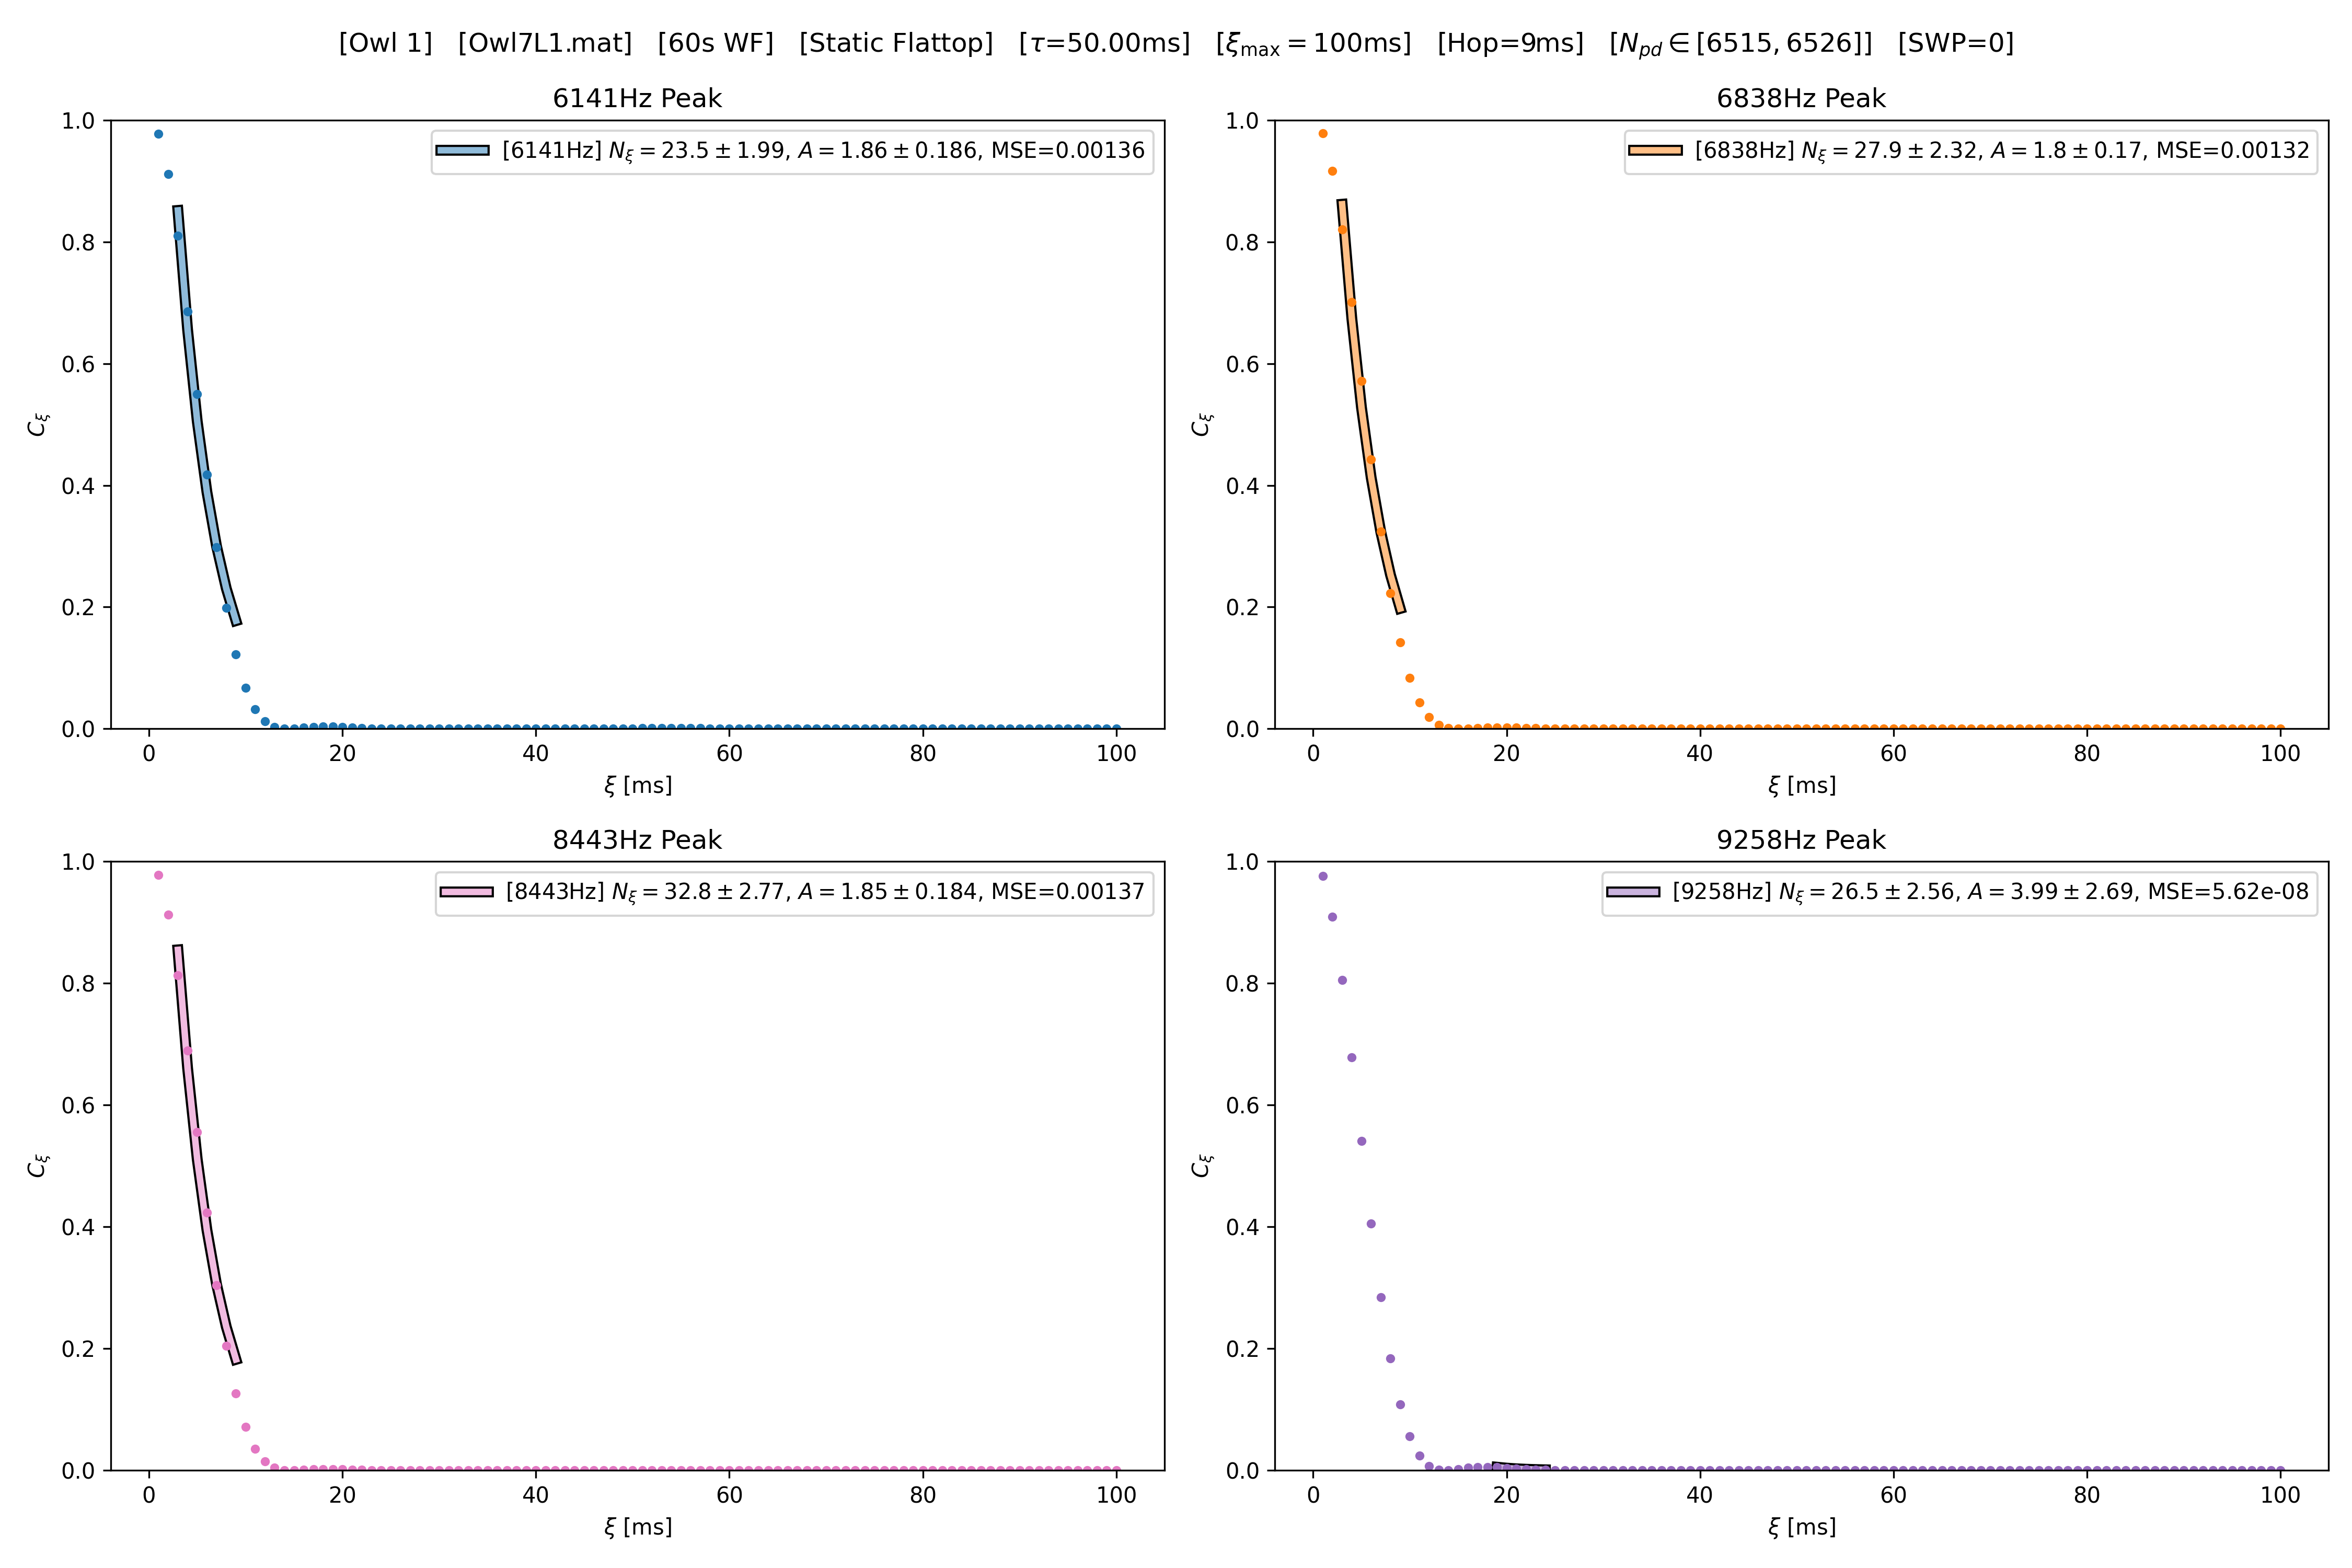 [Owl 1] [Owl7L1.mat] [60s WF] [Static Flattop] [τ=50.00ms] [ξmax = 100ms] [Hop=9ms] [Npd ∈ [6515, 6526]] [SWP=0]
6141Hz Peak
1.0
0.8
0.6
0.4
0.2
0.0
Cξ
[6141Hz] Nξ = 23.5 ± 1.99, A = 1.86 ± 0.186, MSE=0.00136
0 20 40 60 80 100
ξ [ms]
6838Hz Peak
1.0
0.8
0.6
0.4
0.2
0.0
Cξ
[6838Hz] Nξ = 27.9 ± 2.32, A = 1.8 ± 0.17, MSE=0.00132
0 20 40 60 80 100
ξ [ms]
8443Hz Peak
1.0
0.8
0.6
0.4
0.2
0.0
Cξ
[8443Hz] Nξ = 32.8 ± 2.77, A = 1.85 ± 0.184, MSE=0.00137
0 20 40 60 80 100
ξ [ms]
9258Hz Peak
1.0
0.8
0.6
0.4
0.2
0.0
Cξ
[9258Hz] Nξ = 26.5 ± 2.56, A = 3.99 ± 2.69, MSE=5.62e-08
0 20 40 60 80 100
ξ [ms]